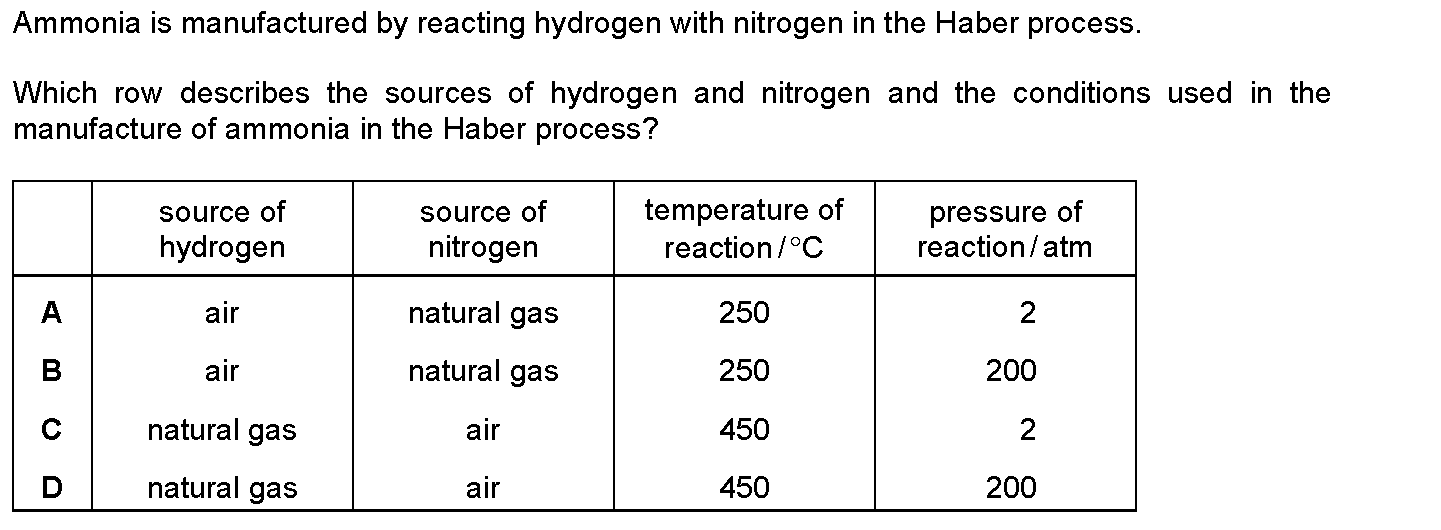 Ammonia is manufactured by reacting hydrogen with nitrogen in the Haber process.
Which row describes the sources of hydrogen and nitrogen and the conditions used in the
manufacture of ammonia in the Haber process?
source of hydrogen source of nitrogen temperature of reaction / °C pressure of reaction / atm
A air natural gas 250 2
B air natural gas 250 200
C natural gas air 450 2
D natural gas air 450 200